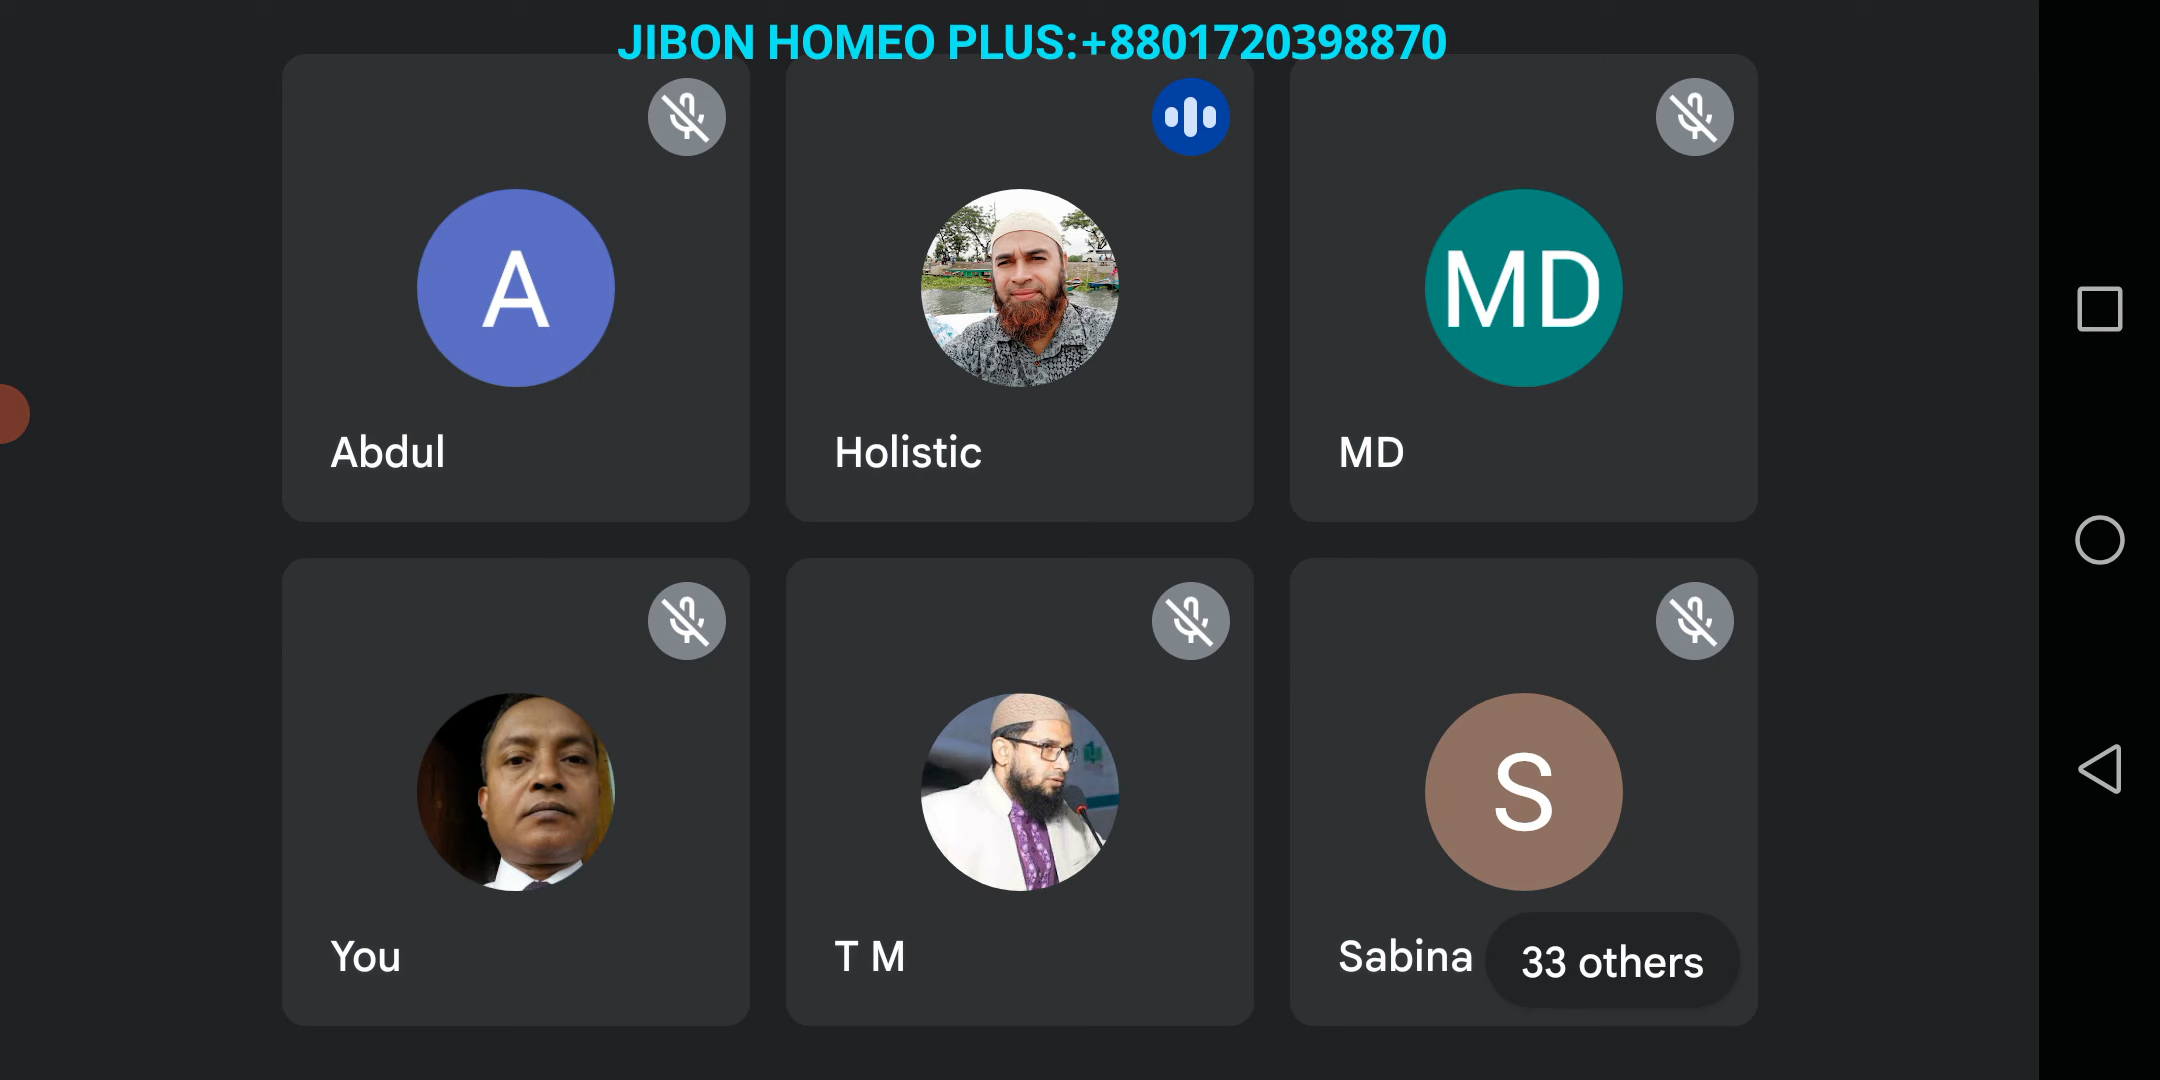 JIBON HOMEO PLUS:+8801720398870
A
MD
Abdul
Holistic
MD
S
You
T M
Sabina
33 others